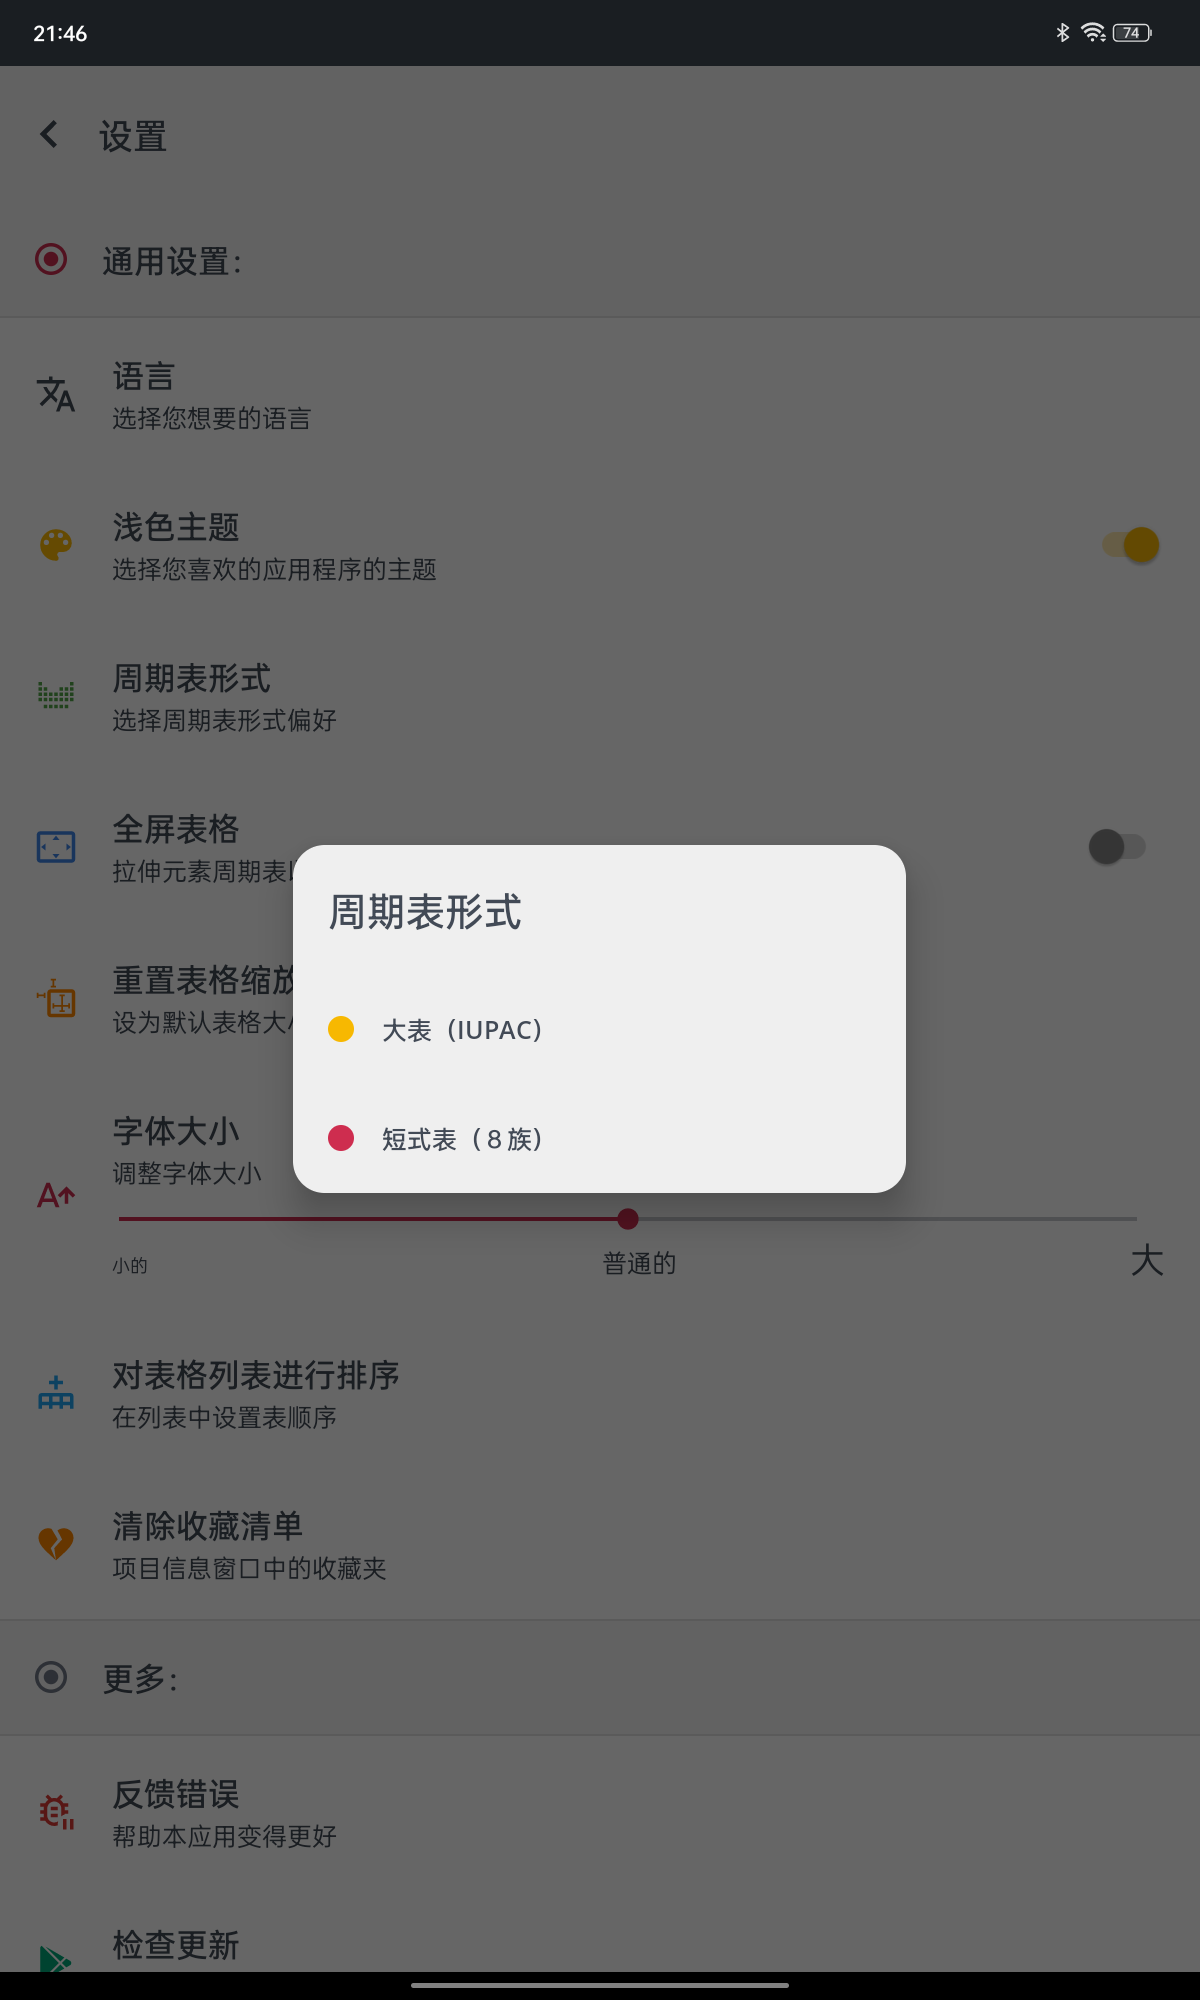 21:46
74
设置
通用设置：
语言
选择您想要的语言
浅色主题
选择您喜欢的应用程序的主题
周期表形式
选择周期表形式偏好
全屏表格
拉伸元素周期表
重置表格缩放
设为默认表格大小
周期表形式
大表（IUPAC）
短式表（８族）
字体大小
调整字体大小
小的
普通的
大
对表格列表进行排序
在列表中设置表顺序
清除收藏清单
项目信息窗口中的收藏夹
更多：
反馈错误
帮助本应用变得更好
检查更新